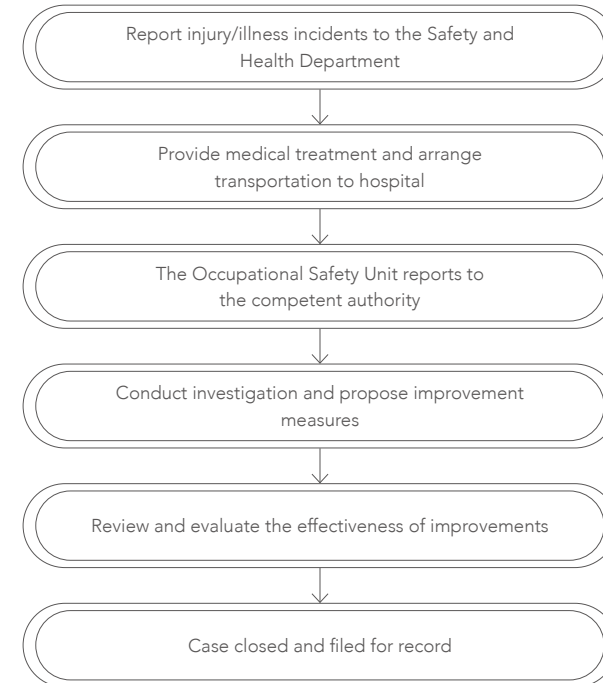 Report injury/illness incidents to the Safety and
Health Department
Provide medical treatment and arrange
transportation to hospital
The Occupational Safety Unit reports to
the competent authority
Conduct investigation and propose improvement
measures
Review and evaluate the effectiveness of improvements
Case closed and filed for record